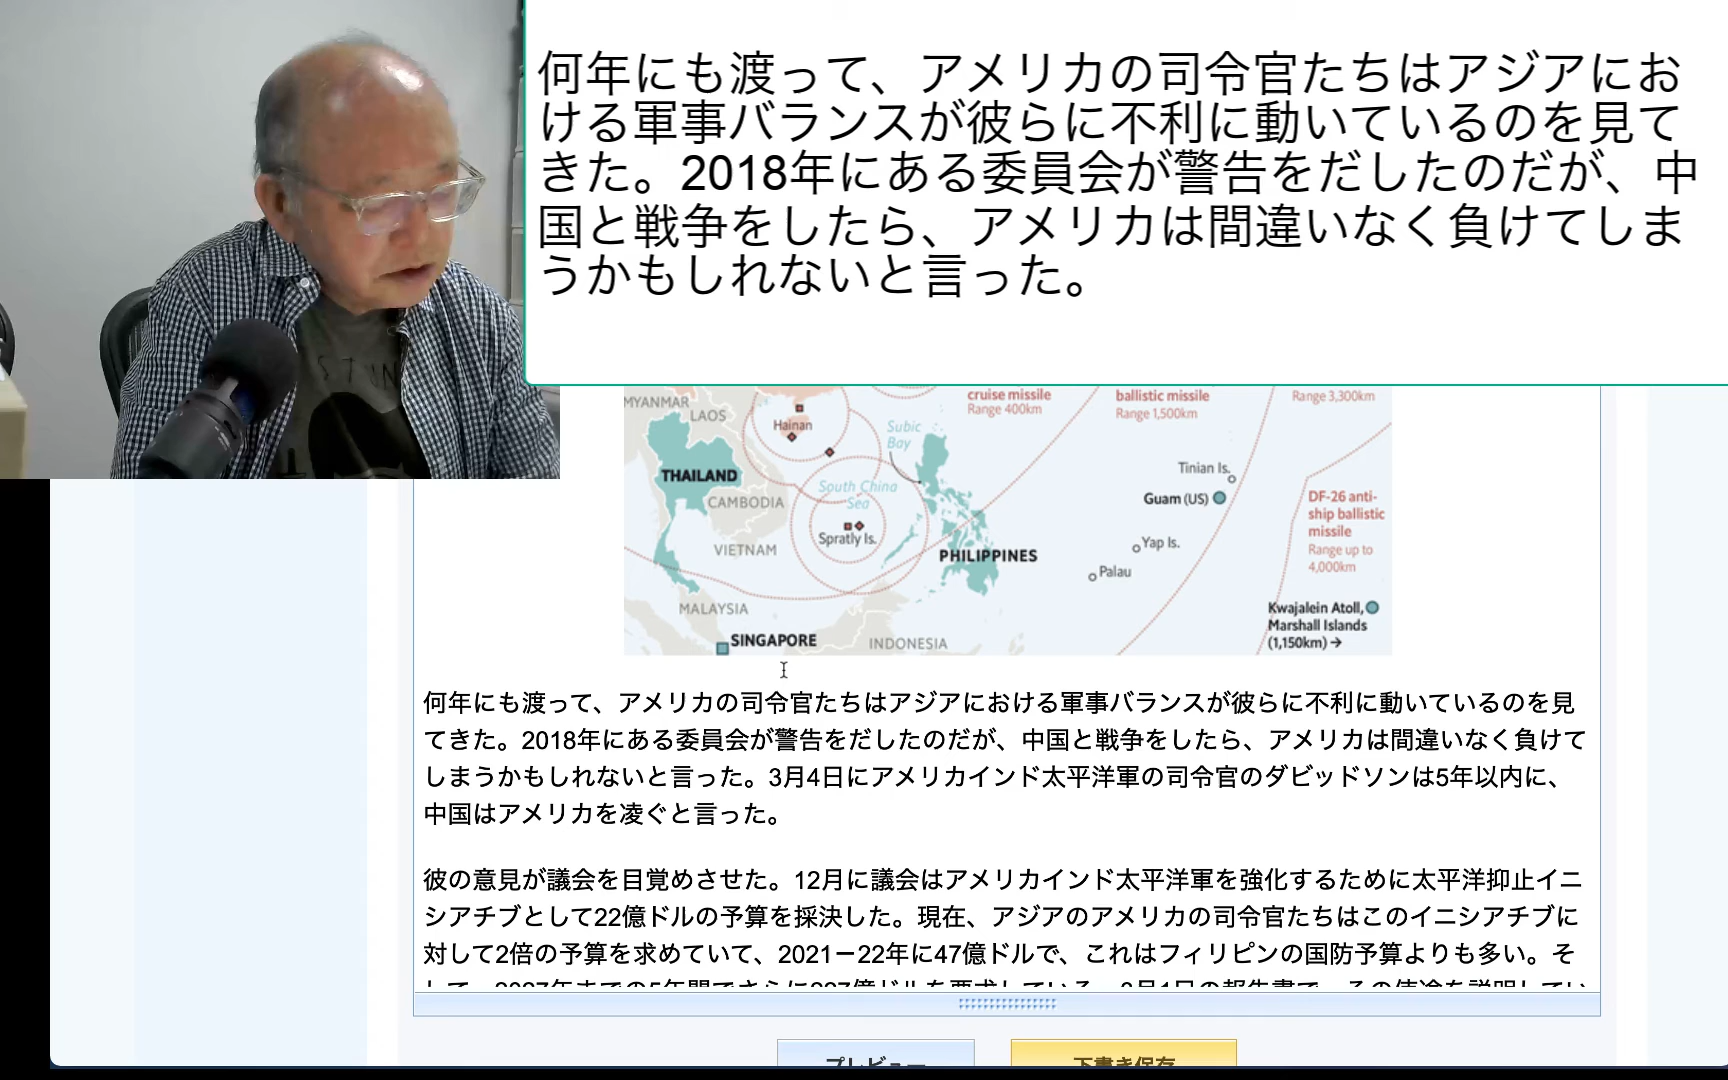 何年にも渡って、アメリカの司令官たちはアジアにお
ける軍事バランスが彼らに不利に動いているのを見て
きた。2018年にある委員会が警告をだしたのだが、中
国と戦争をしたら、アメリカは間違いなく負けてしま
うかもしれないと言った。
cruise missile
Range 400km
ballistic missile
Range 1,500km
Range 3,300km
MYANMAR
LAOS
Hainan
Subic
Bay
THAILAND
South China
Sea
CAMBODIA
Spratly Is.
VIETNAM
PHILIPPINES
Tinian Is.
Guam (US)
Yap Is.
Palau
DF-26 anti-
ship ballistic
missile
Range up to
4,000km
MALAYSIA
SINGAPORE
INDONESIA
Kwajalein Atoll,
Marshall Islands
(1,150km) →
何年にも渡って、アメリカの司令官たちはアジアにおける軍事バランスが彼らに不利に動いているのを見
てきた。2018年にある委員会が警告をだしたのだが、中国と戦争をしたら、アメリカは間違いなく負けて
しまうかもしれないと言った。3月4日にアメリカインド太平洋軍の司令官のダビッドソンは5年以内に、
中国はアメリカを凌ぐと言った。
彼の意見が議会を目覚めさせた。12月に議会はアメリカインド太平洋軍を強化するために太平洋抑止イニ
シアチブとして22億ドルの予算を採決した。現在、アジアのアメリカの司令官たちはこのイニシアチブに
対して2倍の予算を求めていて、2021－22年に47億ドルで、これはフィリピンの国防予算よりも多い。そ
プレビュー
下書き保存